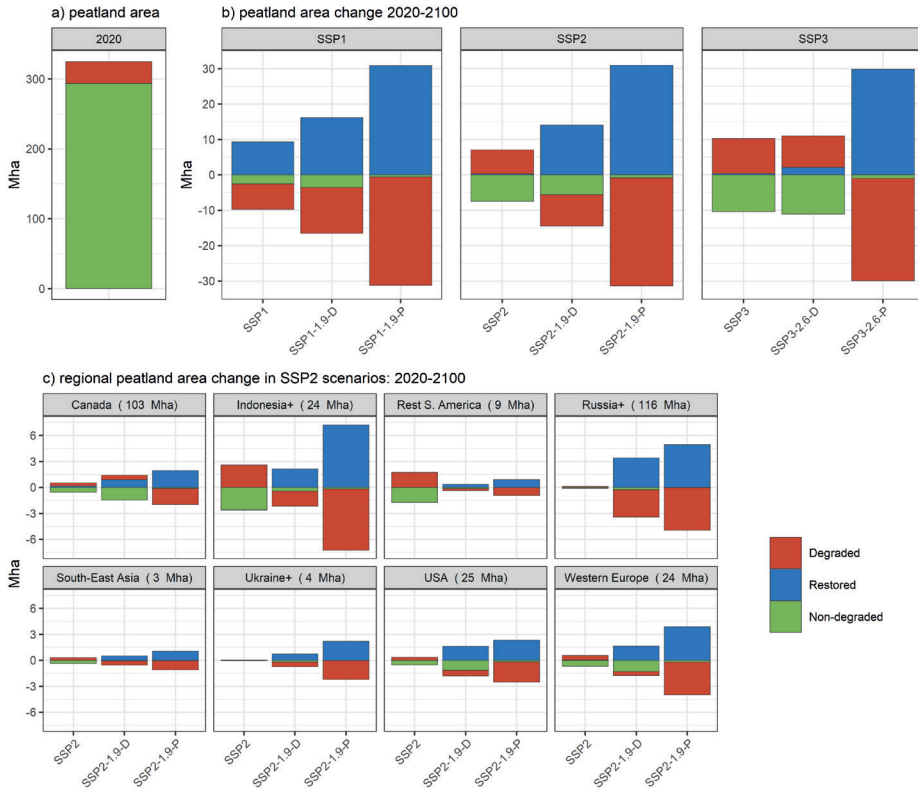 a) peatland area
b) peatland area change 2020-2100
2020
SSP1
SSP2
SSP3
Mha
300
200
100
0
Mha
30
20
10
0
-10
-20
-30
SSP1
SSP1-1.9-D
SSP1-1.9-P
SSP2
SSP2-1.9-D
SSP2-1.9-P
SSP3
SSP3-2.6-D
SSP3-2.6-P
c) regional peatland area change in SSP2 scenarios: 2020-2100
Canada ( 103 Mha)
Indonesia+ ( 24 Mha)
Rest S. America ( 9 Mha)
Russia+ ( 116 Mha)
6
3
0
-3
-6
Mha
South-East Asia ( 3 Mha)
Ukraine+ ( 4 Mha)
USA ( 25 Mha)
Western Europe ( 24 Mha)
6
3
0
-3
-6
SSP2
SSP2-1.9-D
SSP2-1.9-P
SSP2
SSP2-1.9-D
SSP2-1.9-P
SSP2
SSP2-1.9-D
SSP2-1.9-P
SSP2
SSP2-1.9-D
SSP2-1.9-P
Degraded
Restored
Non-degraded